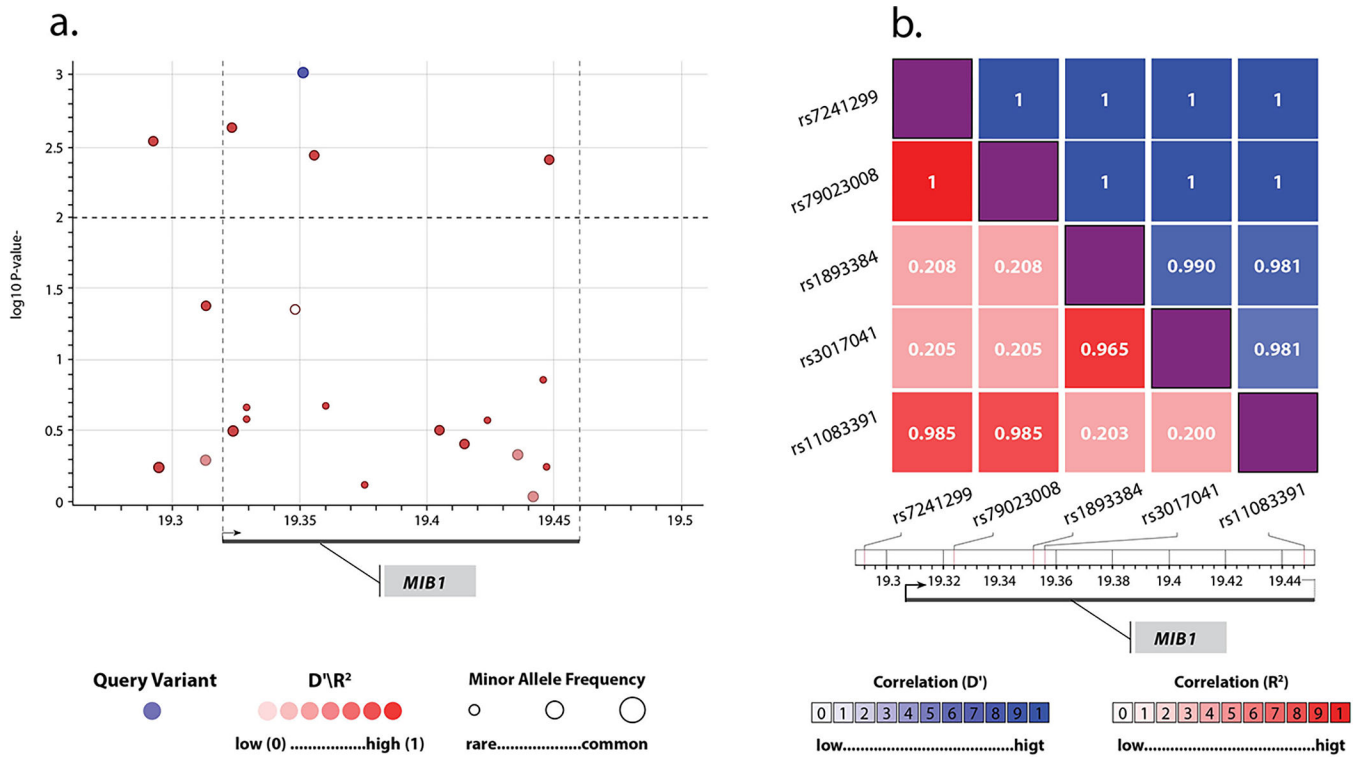 a.
3
2.5
2
1.5
1
0.5
0
log10 P-value-
19.3 19.35 19.4 19.45 19.5
MIB1
Query Variant
D'\R²
low (0) ..................high (1)
Minor Allele Frequency
rare......................common
b.
rs7241299 1 1 1 1
rs79023008 1 1 1 1
rs1893384 0.208 0.208 0.990 0.981
rs3017041 0.205 0.205 0.965 0.981
rs11083391 0.985 0.985 0.203 0.200
rs7241299 rs79023008 rs1893384 rs3017041 rs11083391
19.3 19.32 19.34 19.36 19.38 19.4 19.42 19.44
MIB1
Correlation (D')
0 1 2 3 4 5 6 7 8 9 1
low.......................................higt
Correlation (R²)
0 1 2 3 4 5 6 7 8 9 1
low.......................................higt